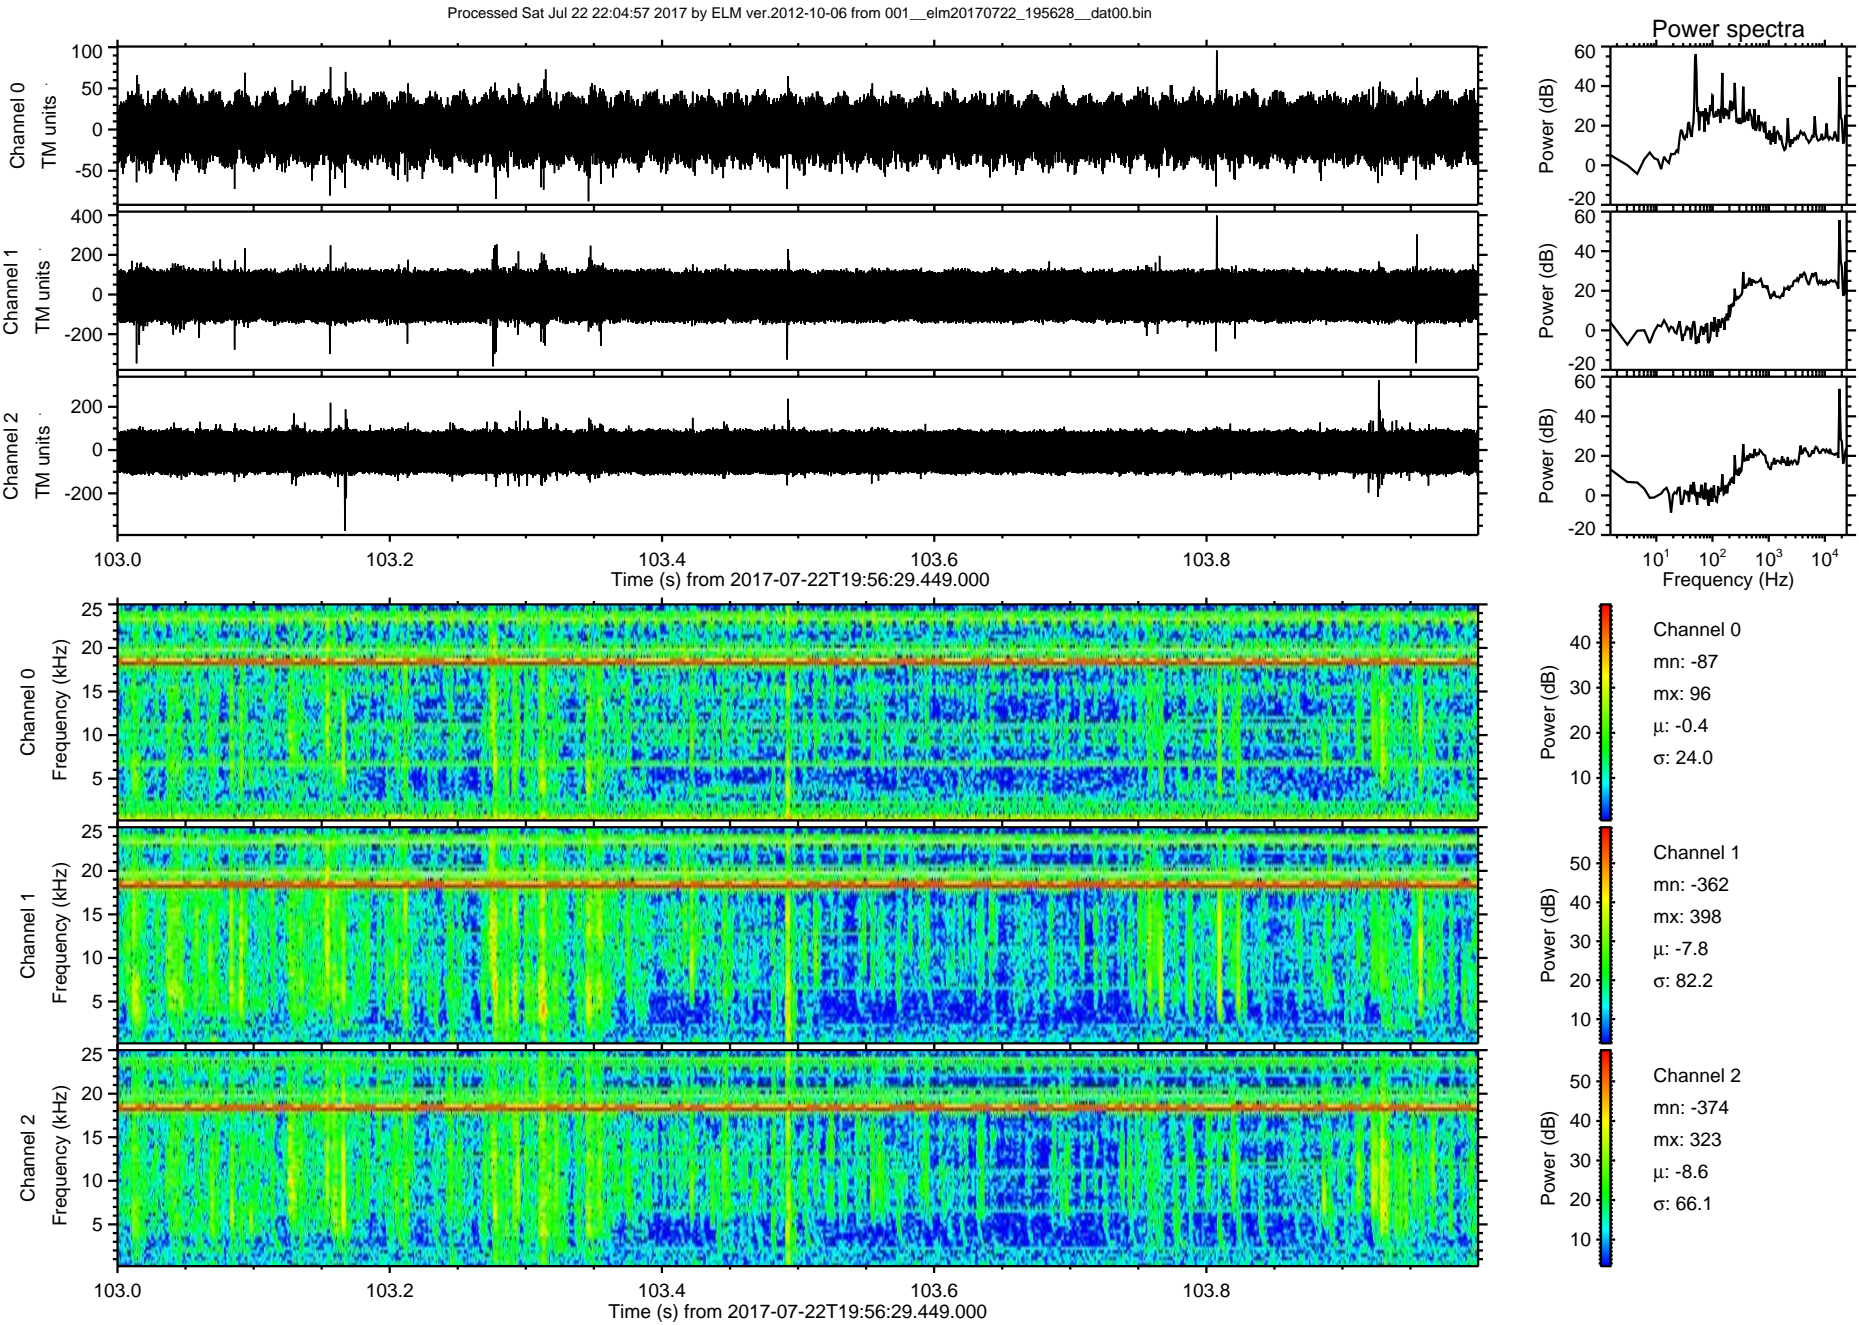 Processed Sat Jul 22 22:04:57 2017 by ELM ver.2012-10-06 from 001__elm20170722_195628__dat00.bin
Power spectra
Channel 0
TM units
100
50
0
-50
Power (dB)
60
40
20
0
-20
Channel 1
TM units
400
200
0
-200
Power (dB)
60
40
20
0
-20
Channel 2
TM units
200
0
-200
Power (dB)
60
40
20
0
-20
103.0 103.2 103.4 103.6 103.8
Time (s) from 2017-07-22T19:56:29.449.000
10¹ 10² 10³ 10⁴
Frequency (Hz)
Channel 0
Frequency (kHz)
25
20
15
10
5
Power (dB)
40
30
20
10
Channel 0
mn: -87
mx: 96
μ: -0.4
σ: 24.0
Channel 1
Frequency (kHz)
25
20
15
10
5
Power (dB)
50
40
30
20
10
Channel 1
mn: -362
mx: 398
μ: -7.8
σ: 82.2
Channel 2
Frequency (kHz)
25
20
15
10
5
Power (dB)
50
40
30
20
10
Channel 2
mn: -374
mx: 323
μ: -8.6
σ: 66.1
103.0 103.2 103.4 103.6 103.8
Time (s) from 2017-07-22T19:56:29.449.000